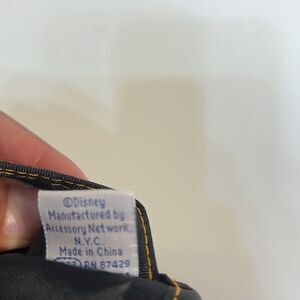 ©Disney
Manufactured by
Accessory Network,
N.Y.C.
Made in China
RN 87429